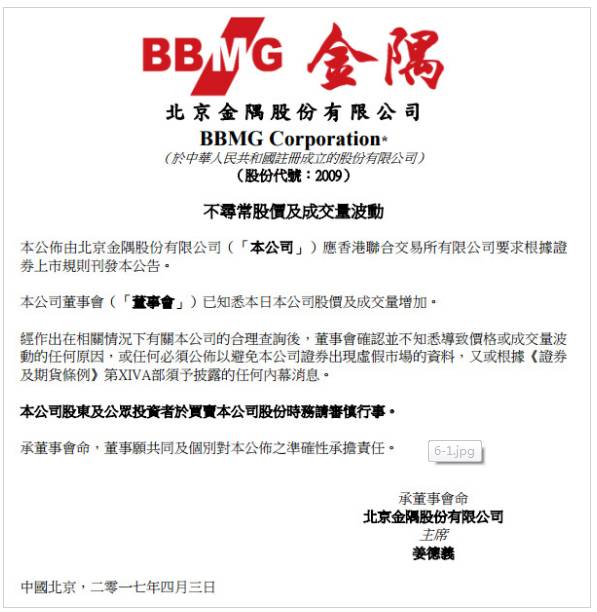 BBMG 金隅
北京金隅股份有限公司
BBMG Corporation*
（於中華人民共和國註冊成立的股份有限公司）
（股份代號：2009）
不尋常股價及成交量波動
本公佈由北京金隅股份有限公司（「本公司」）應香港聯合交易所有限公司要求根據證
券上市規則刊發本公告。
本公司董事會（「董事會」）已知悉本日本公司股價及成交量增加。
經作出在相關情況下有關本公司的合理查詢後，董事會確認並不知悉導致價格或成交量波
動的任何原因，或任何必須公佈以避免本公司證券出現虛假市場的資料，又或根據《證券
及期貨條例》第XIVA部須予披露的任何內幕消息。
本公司股東及公眾投資者於買賣本公司股份時務請審慎行事。
承董事會命，董事願共同及個別對本公佈之準確性承擔責任。
6-1.jpg
承董事會命
北京金隅股份有限公司
主席
姜德義
中國北京，二零一七年四月三日